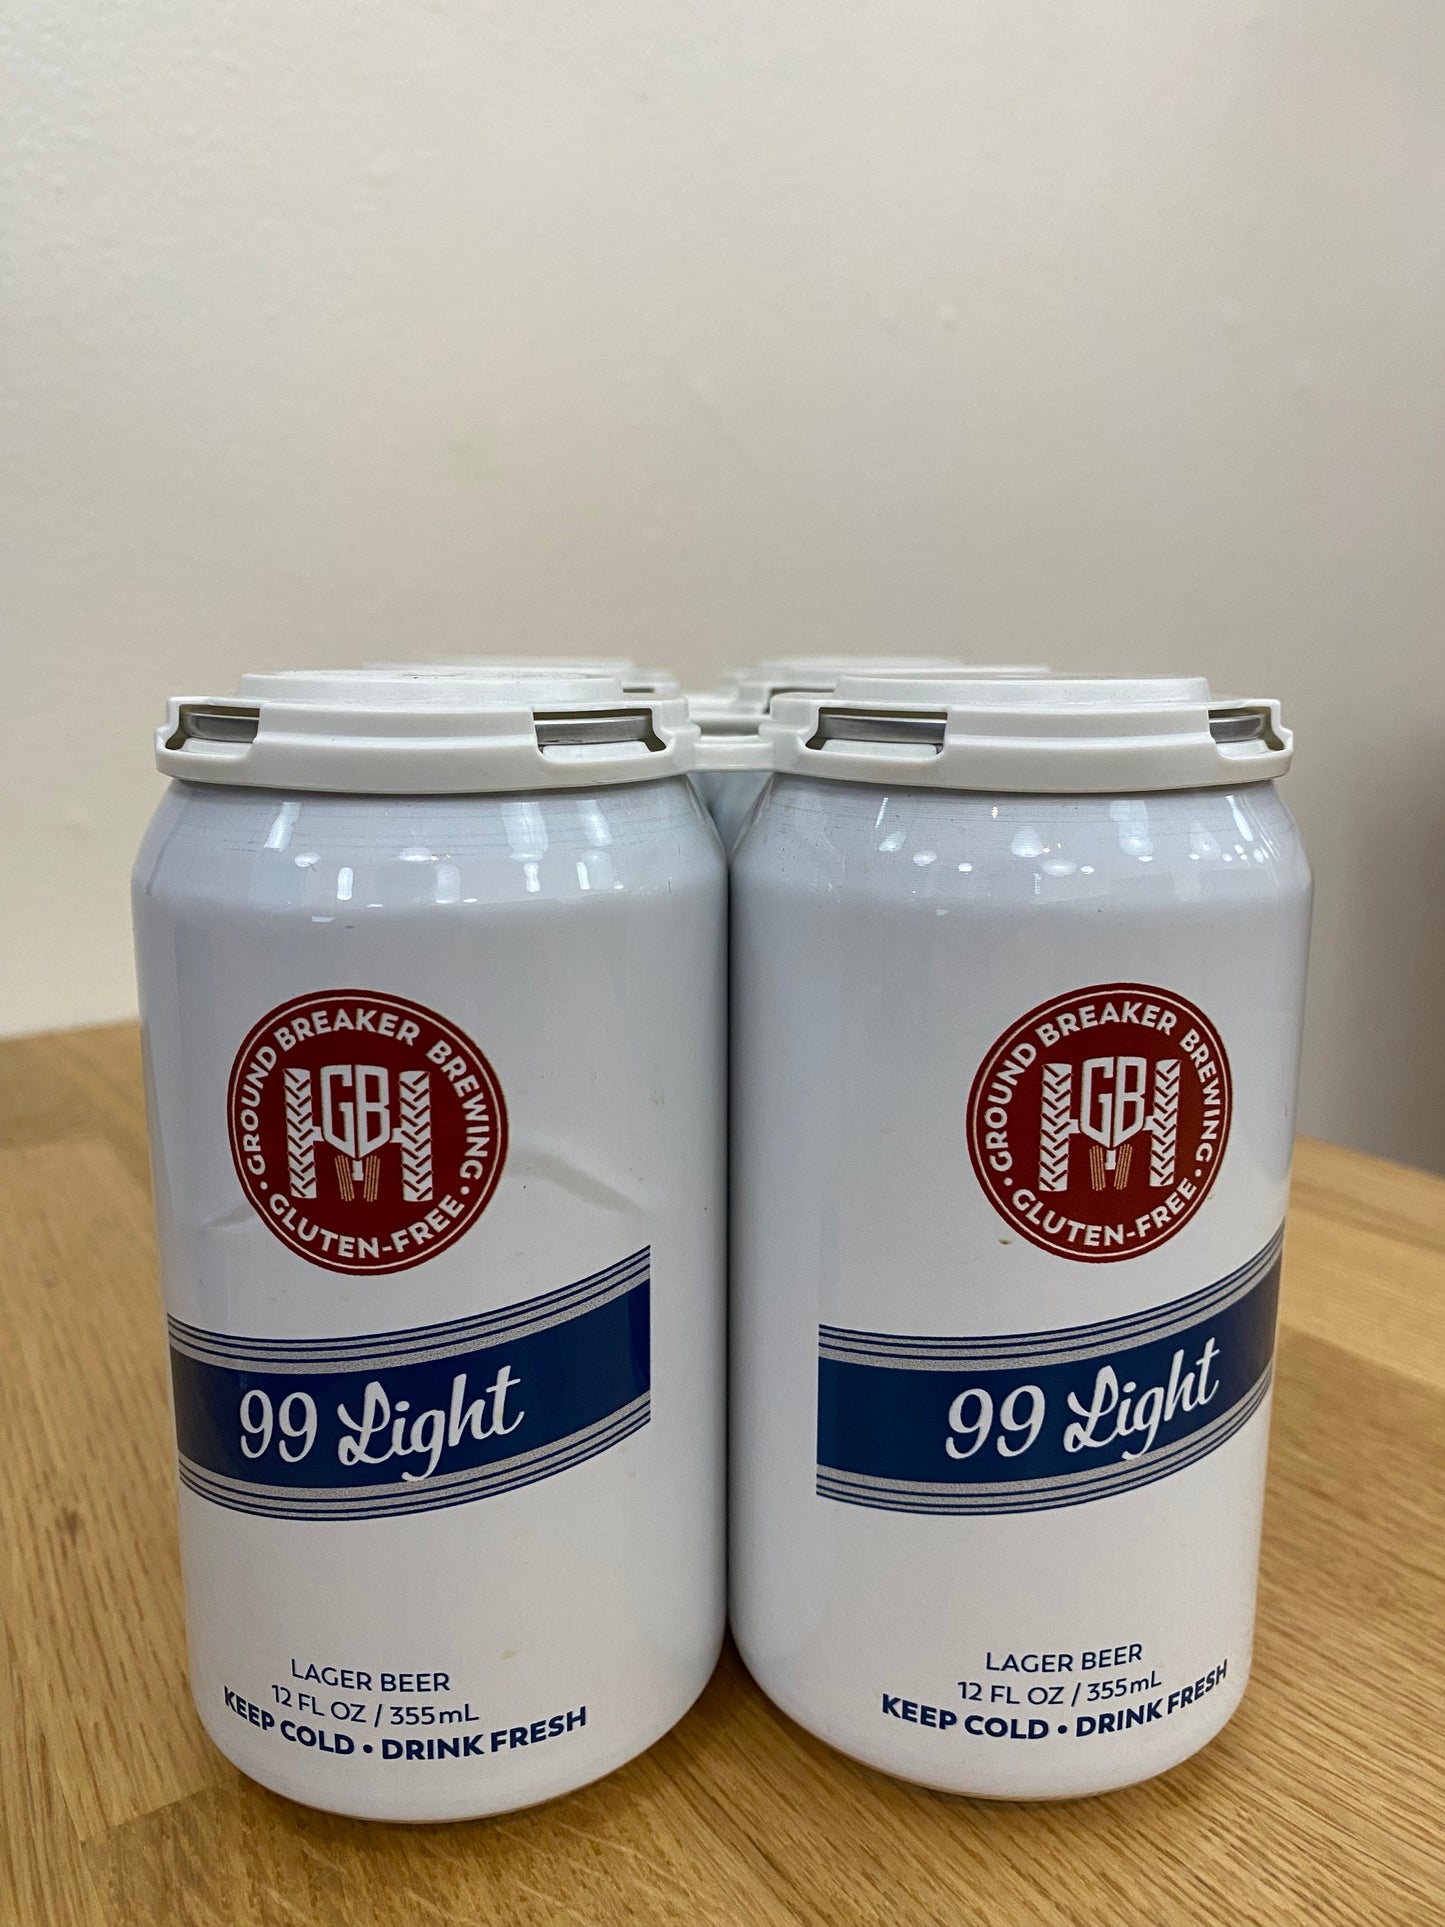 GROUND BREAKER BREWING
GB
GLUTEN-FREE
99 Light
LAGER BEER
12 FL OZ / 355mL
KEEP COLD • DRINK FRESH
GROUND BREAKER BREWING
GB
GLUTEN-FREE
99 Light
LAGER BEER
12 FL OZ / 355mL
KEEP COLD • DRINK FRESH